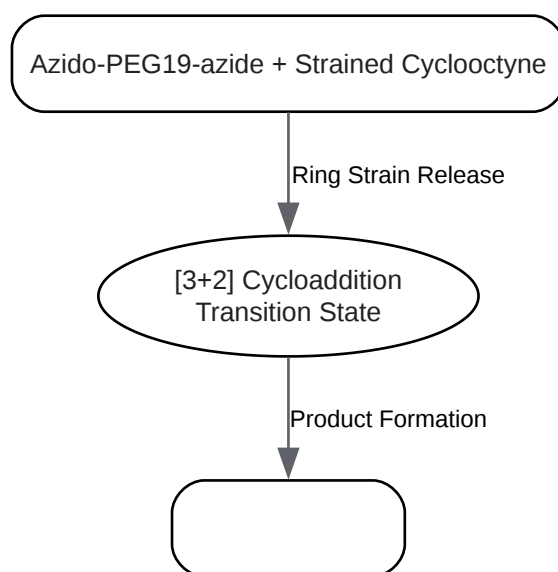 Azido-PEG19-azide + Strained Cyclooctyne
Ring Strain Release
[3+2] Cycloaddition
Transition State
Product Formation